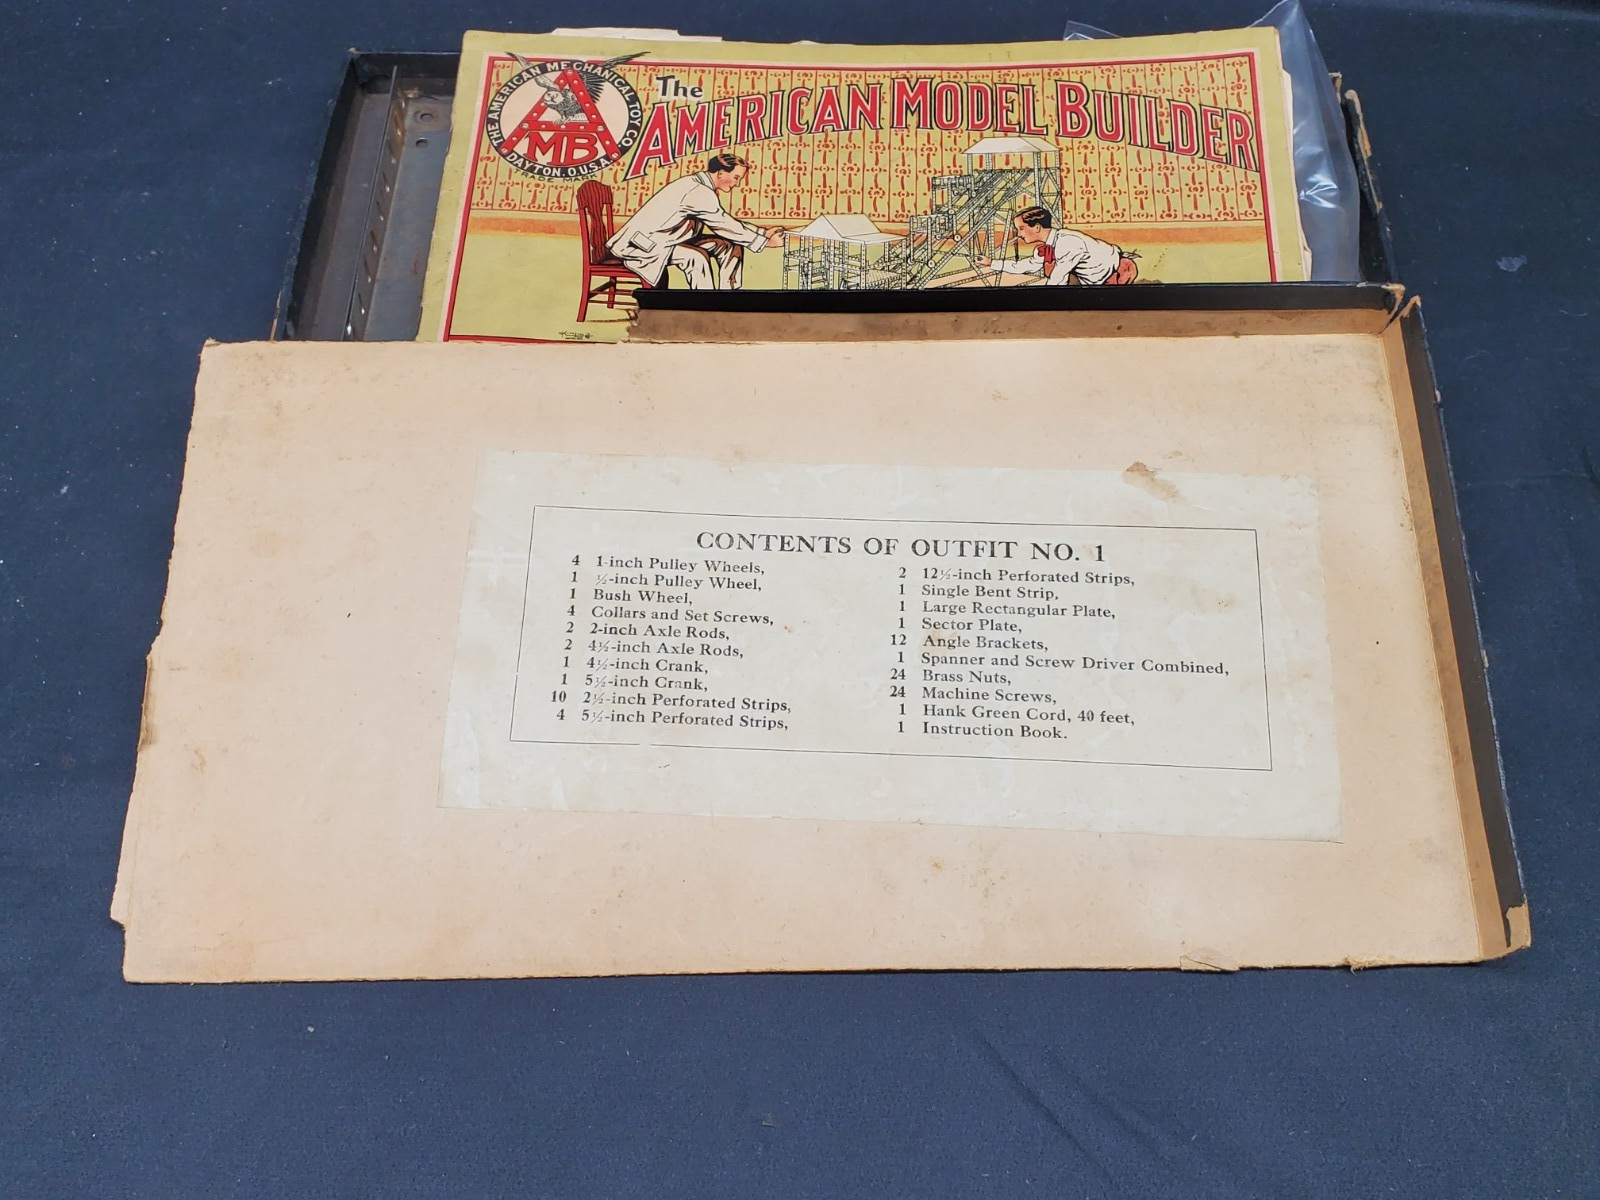 THE AMERICAN MECHANICAL TOY CO.
AMB
DAYTON, O. U.S.A.
TRADE MARK
The
AMERICAN MODEL BUILDER
CONTENTS OF OUTFIT NO. 1
4 1-inch Pulley Wheels,
1 ½-inch Pulley Wheel,
1 Bush Wheel,
4 Collars and Set Screws,
2 2-inch Axle Rods,
2 4½-inch Axle Rods,
1 4½-inch Crank,
1 5½-inch Crank,
10 2½-inch Perforated Strips,
4 5½-inch Perforated Strips,
2 12½-inch Perforated Strips,
1 Single Bent Strip,
1 Large Rectangular Plate,
1 Sector Plate,
12 Angle Brackets,
1 Spanner and Screw Driver Combined,
24 Brass Nuts,
24 Machine Screws,
1 Hank Green Cord, 40 feet,
1 Instruction Book.